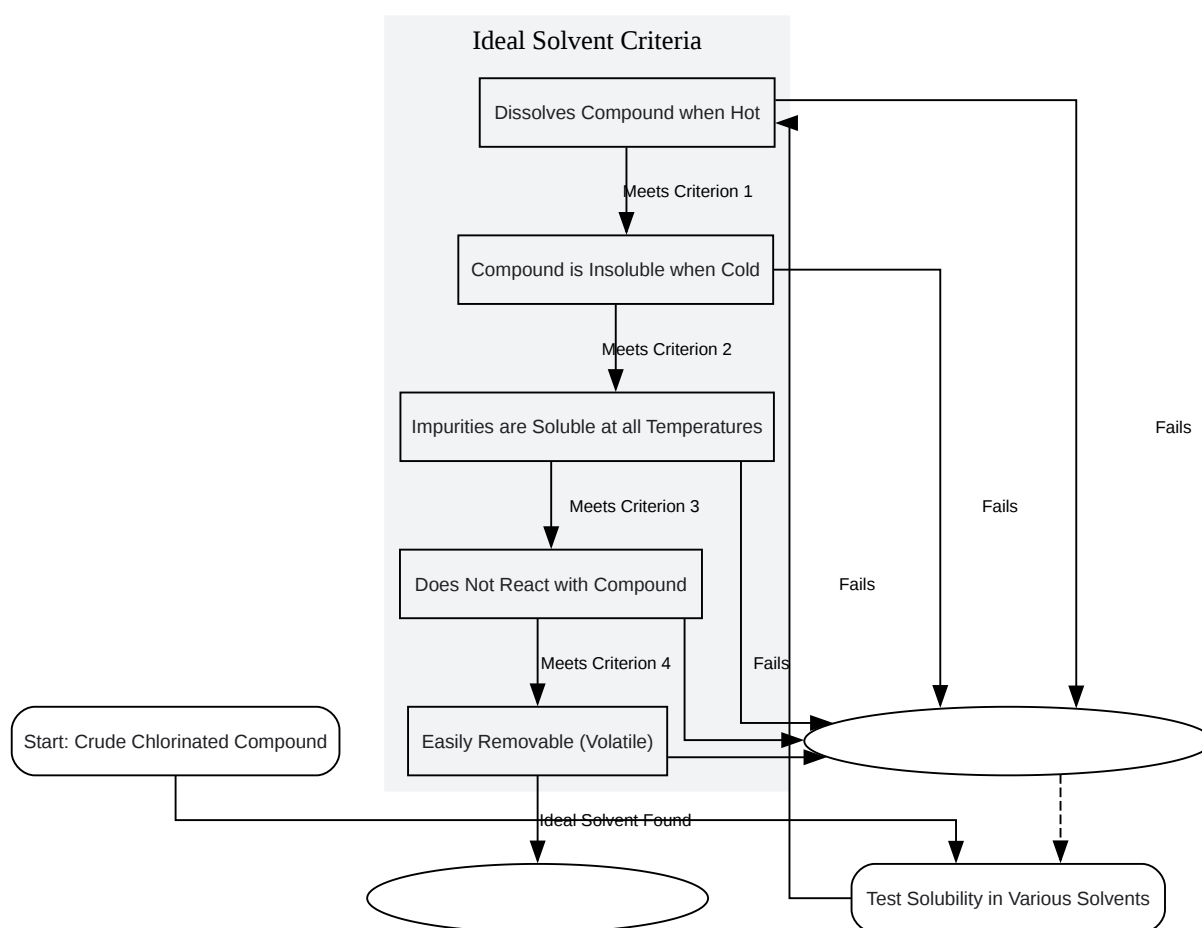 Ideal Solvent Criteria
Dissolves Compound when Hot
Meets Criterion 1
Compound is Insoluble when Cold
Meets Criterion 2
Impurities are Soluble at all Temperatures
Fails
Meets Criterion 3
Fails
Does Not React with Compound
Fails
Meets Criterion 4
Fails
Start: Crude Chlorinated Compound
Easily Removable (Volatile)
Ideal Solvent Found
Test Solubility in Various Solvents